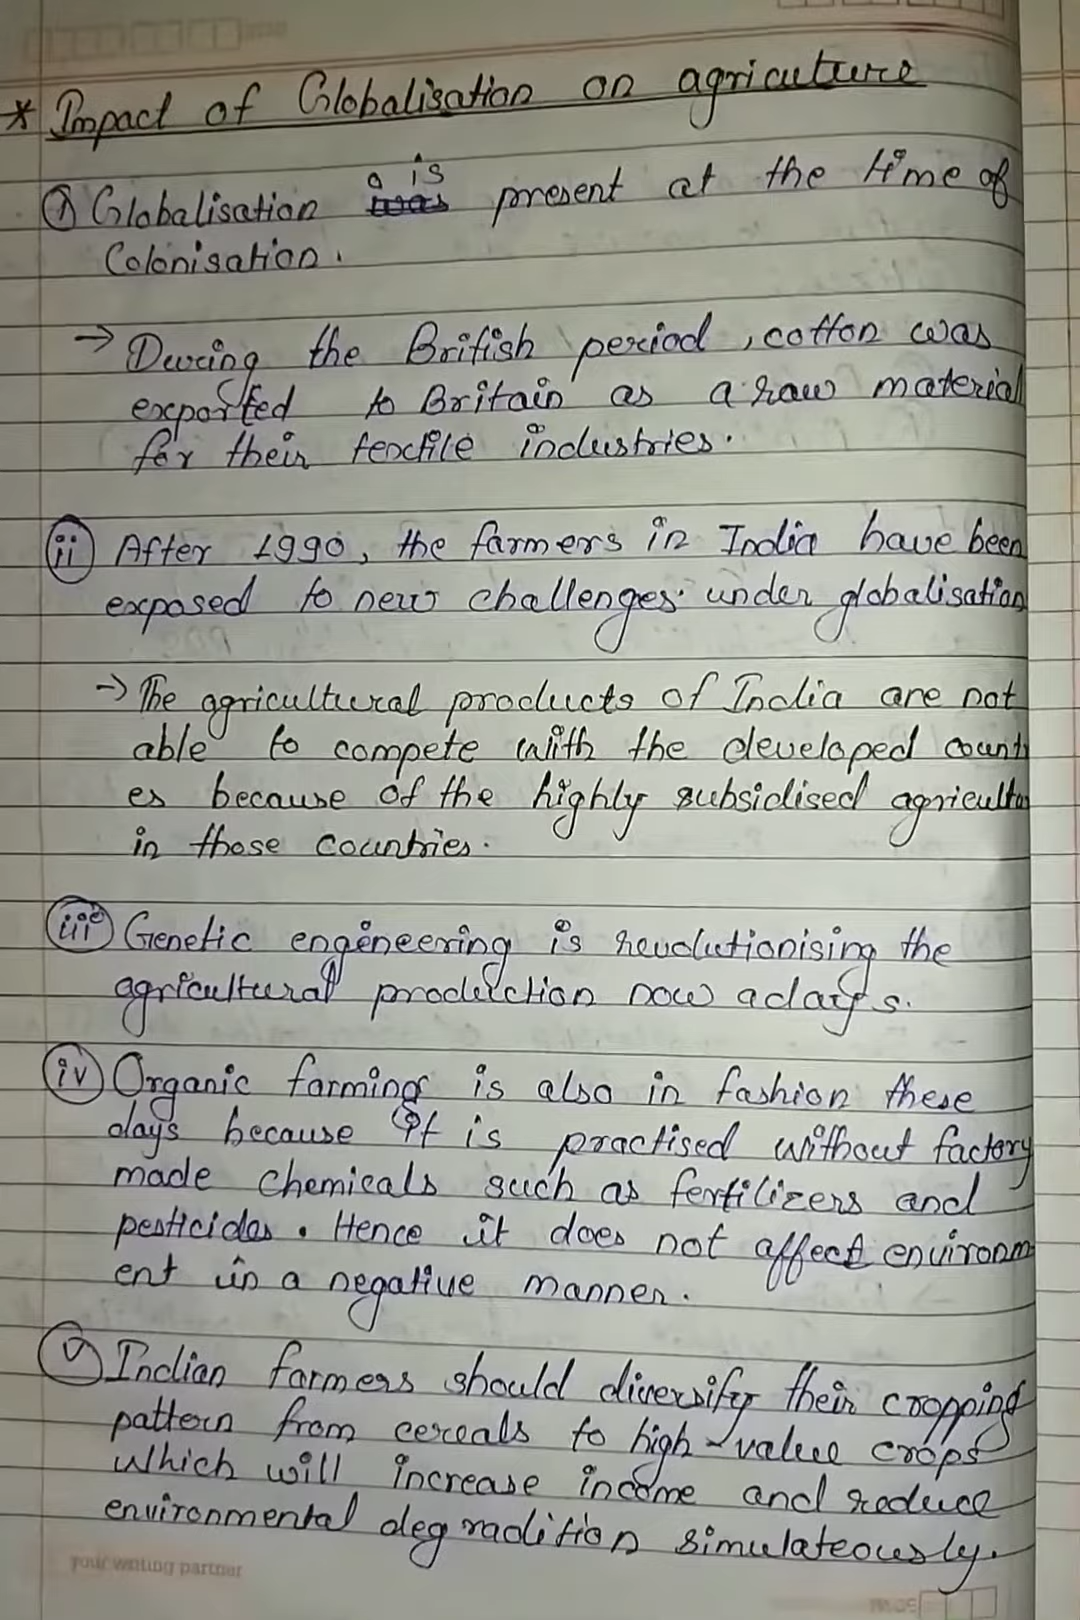 * Impact of Globalisation on agriculture
i) Globalisation is present at the time of
Colonisation.
→ During the British period, cotton was
exported to Britain as a raw material
for their textile industries.
ii) After 1990, the farmers in India have been
exposed to new challenges under globalisation
→ The agricultural products of India are not
able to compete with the developed countri
es because of the highly subsidised agricultu
in those countries.
iii) Genetic engineering is revolutionising the
agricultural production now adays.
iv) Organic farming is also in fashion these
days because it is practised without factory
made chemicals such as fertilizers and
pesticides. Hence it does not affect environm
ent in a negative manner.
v) Indian farmers should diversify their cropping
pattern from cereals to high-value crops
which will increase income and reduce
environmental degradition simulateously.
your writing partner